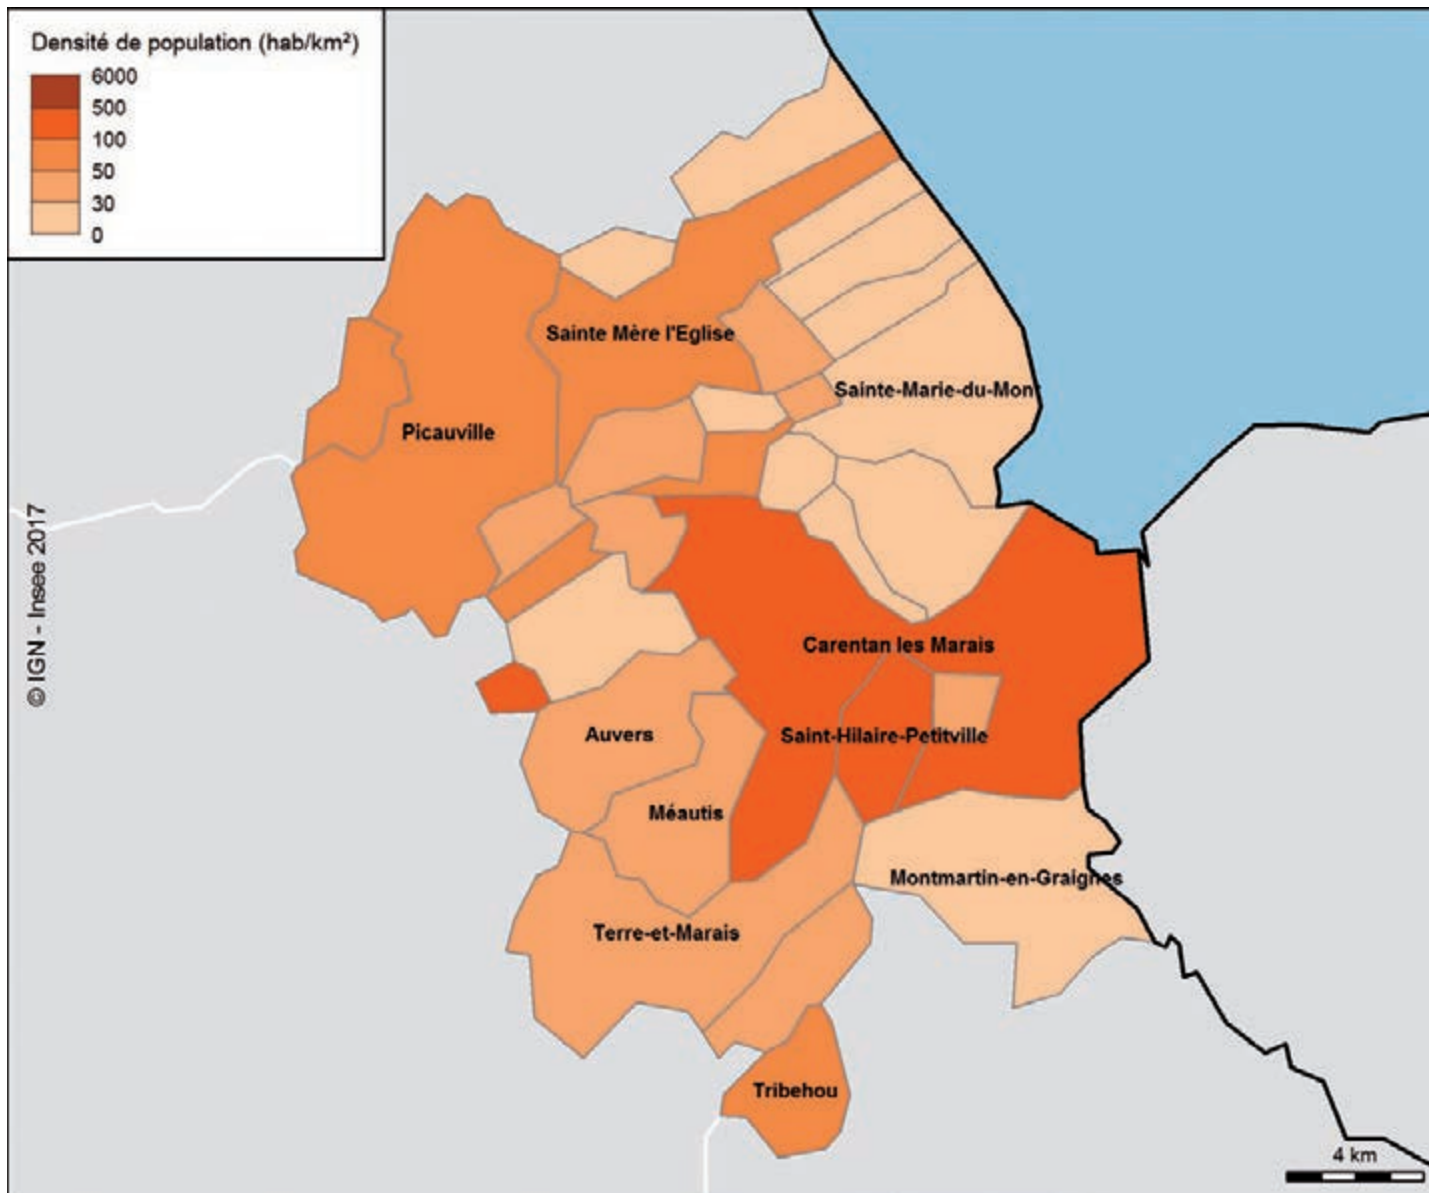 Densité de population (hab/km²)
6000
500
100
50
30
0
Sainte Mère l'Eglise
Sainte-Marie-du-Mont
Picauville
© IGN - Insee 2017
Carentan les Marais
Auvers
Saint-Hilaire-Petitville
Méautis
Montmartin-en-Graignes
Terre-et-Marais
Tribehou
4 km